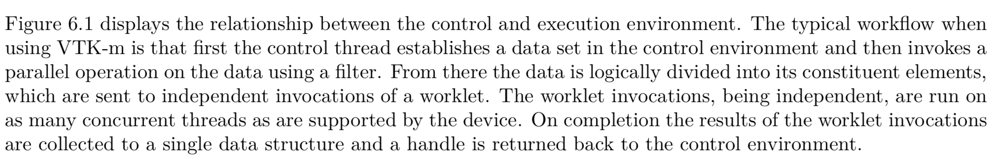 Figure 6.1 displays the relationship between the control and execution environment. The typical workflow when
using VTK-m is that first the control thread establishes a data set in the control environment and then invokes a
parallel operation on the data using a filter. From there the data is logically divided into its constituent elements,
which are sent to independent invocations of a worklet. The worklet invocations, being independent, are run on
as many concurrent threads as are supported by the device. On completion the results of the worklet invocations
are collected to a single data structure and a handle is returned back to the control environment.